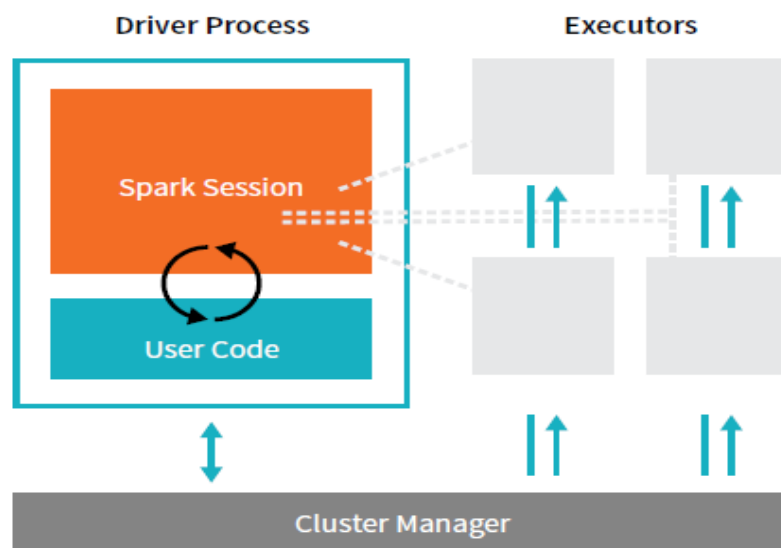 Driver Process
Executors
Spark Session
User Code
Cluster Manager